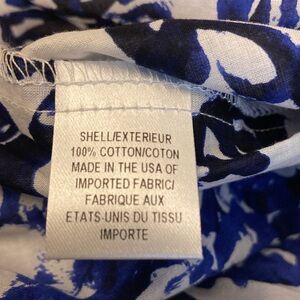 SHELL/EXTERIEUR
100% COTTON/COTON
MADE IN THE USA OF
IMPORTED FABRIC/
FABRIQUE AUX
ETATS-UNIS DU TISSU
IMPORTE